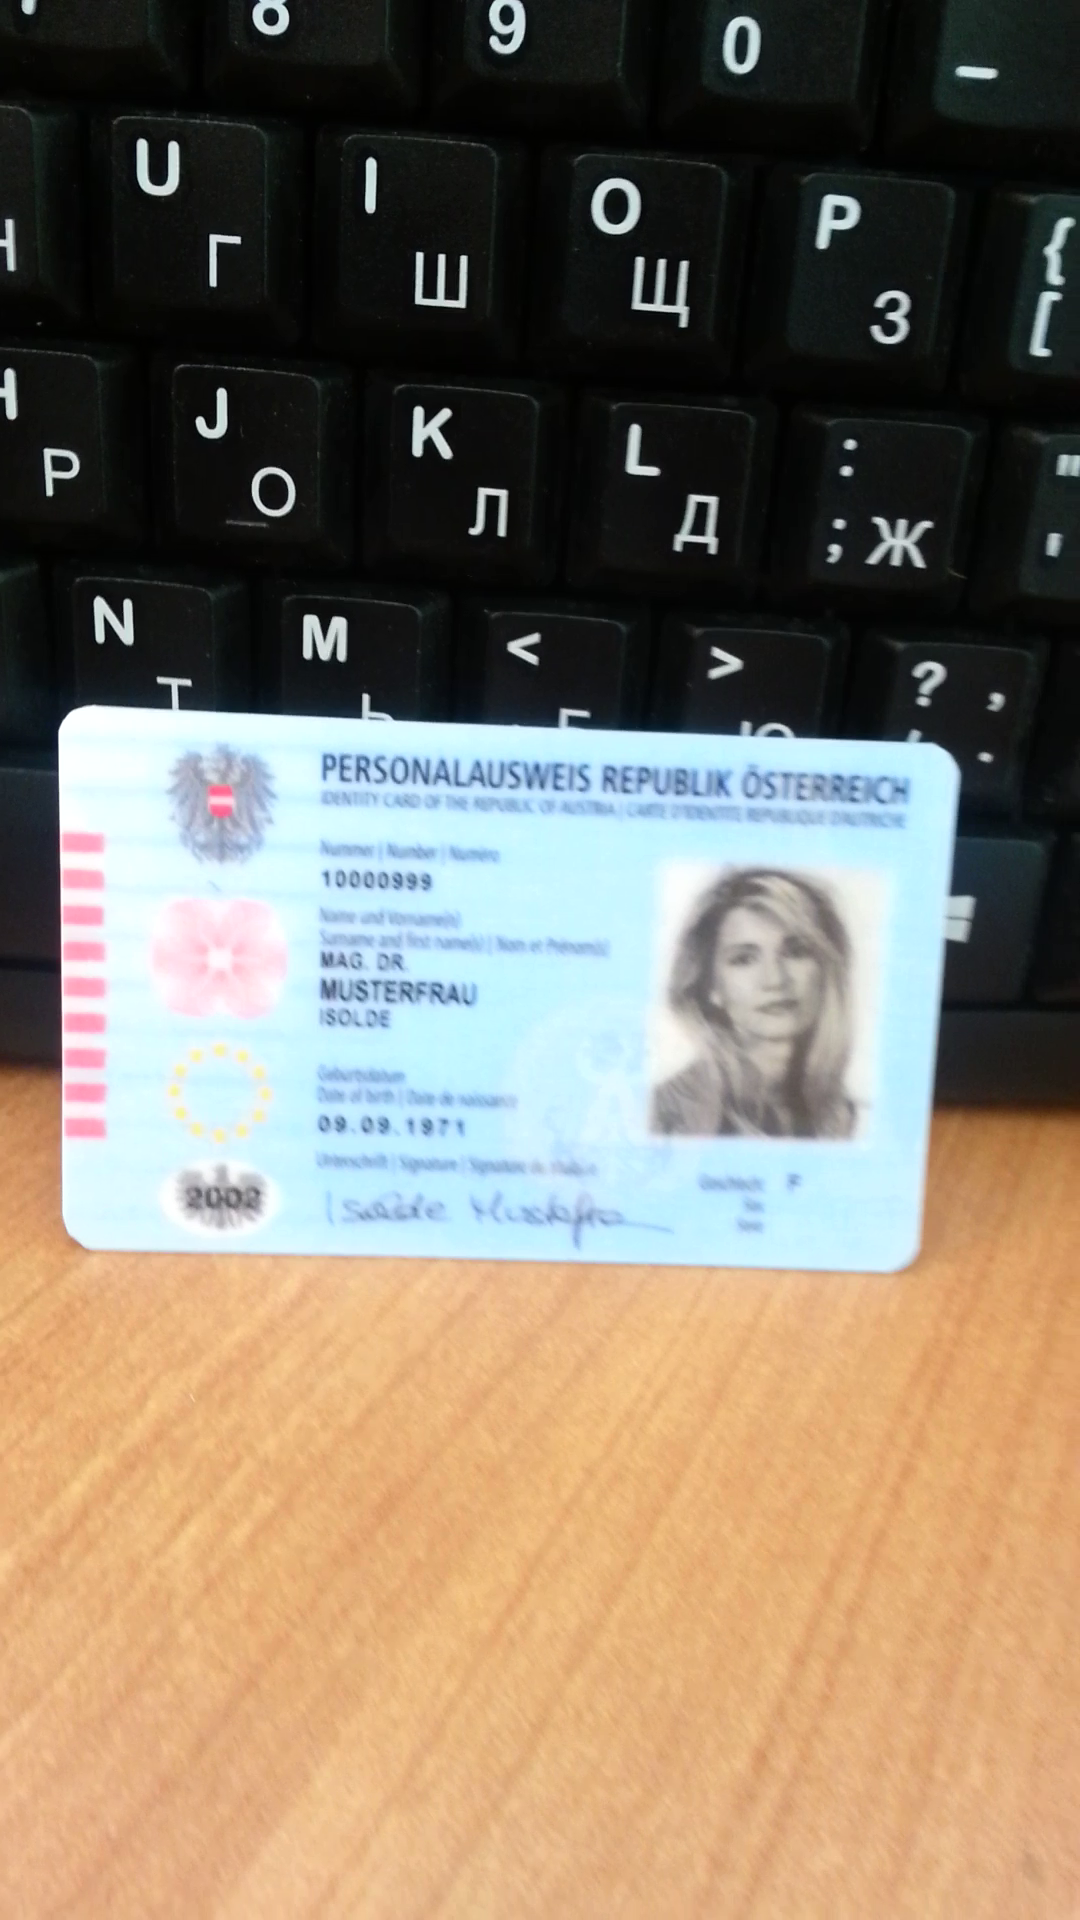 8 9 0 _
U I O P {
Г Ш Щ З [
H J K L : "
Р О Л Д ; Ж '
N M < > ? ,
Т Ь Б Ю / .
PERSONALAUSWEIS REPUBLIK ÖSTERREICH
IDENTITY CARD OF THE REPUBLIC OF AUSTRIA | CARTE D'IDENTITÉ REPUBLIQUE D'AUTRICHE
Nummer | Number | Numéro
10000999
Name und Vorname(n)
Surname and first name(s) | Nom et Prénom(s)
MAG. DR.
MUSTERFRAU
ISOLDE
Geburtsdatum
Date of birth | Date de naissance
09.09.1971
Unterschrift | Signature | Signature du titulaire
Isolde Musterfrau
Geschlecht F
Sex
Sexe
2002